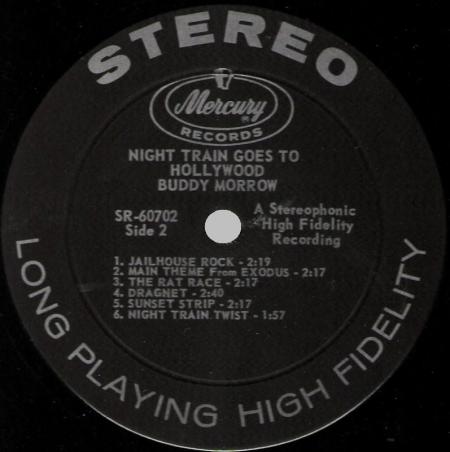 STEREO
Mercury
®
RECORDS
NIGHT TRAIN GOES TO
HOLLYWOOD
BUDDY MORROW
SR-60702
Side 2
A Stereophonic
High Fidelity
Recording
1. JAILHOUSE ROCK - 2:19
2. MAIN THEME From EXODUS - 2:17
3. THE RAT RACE - 2:17
4. DRAGNET - 2:40
5. SUNSET STRIP - 2:17
6. NIGHT TRAIN TWIST - 1:57
LONG PLAYING HIGH FIDELITY